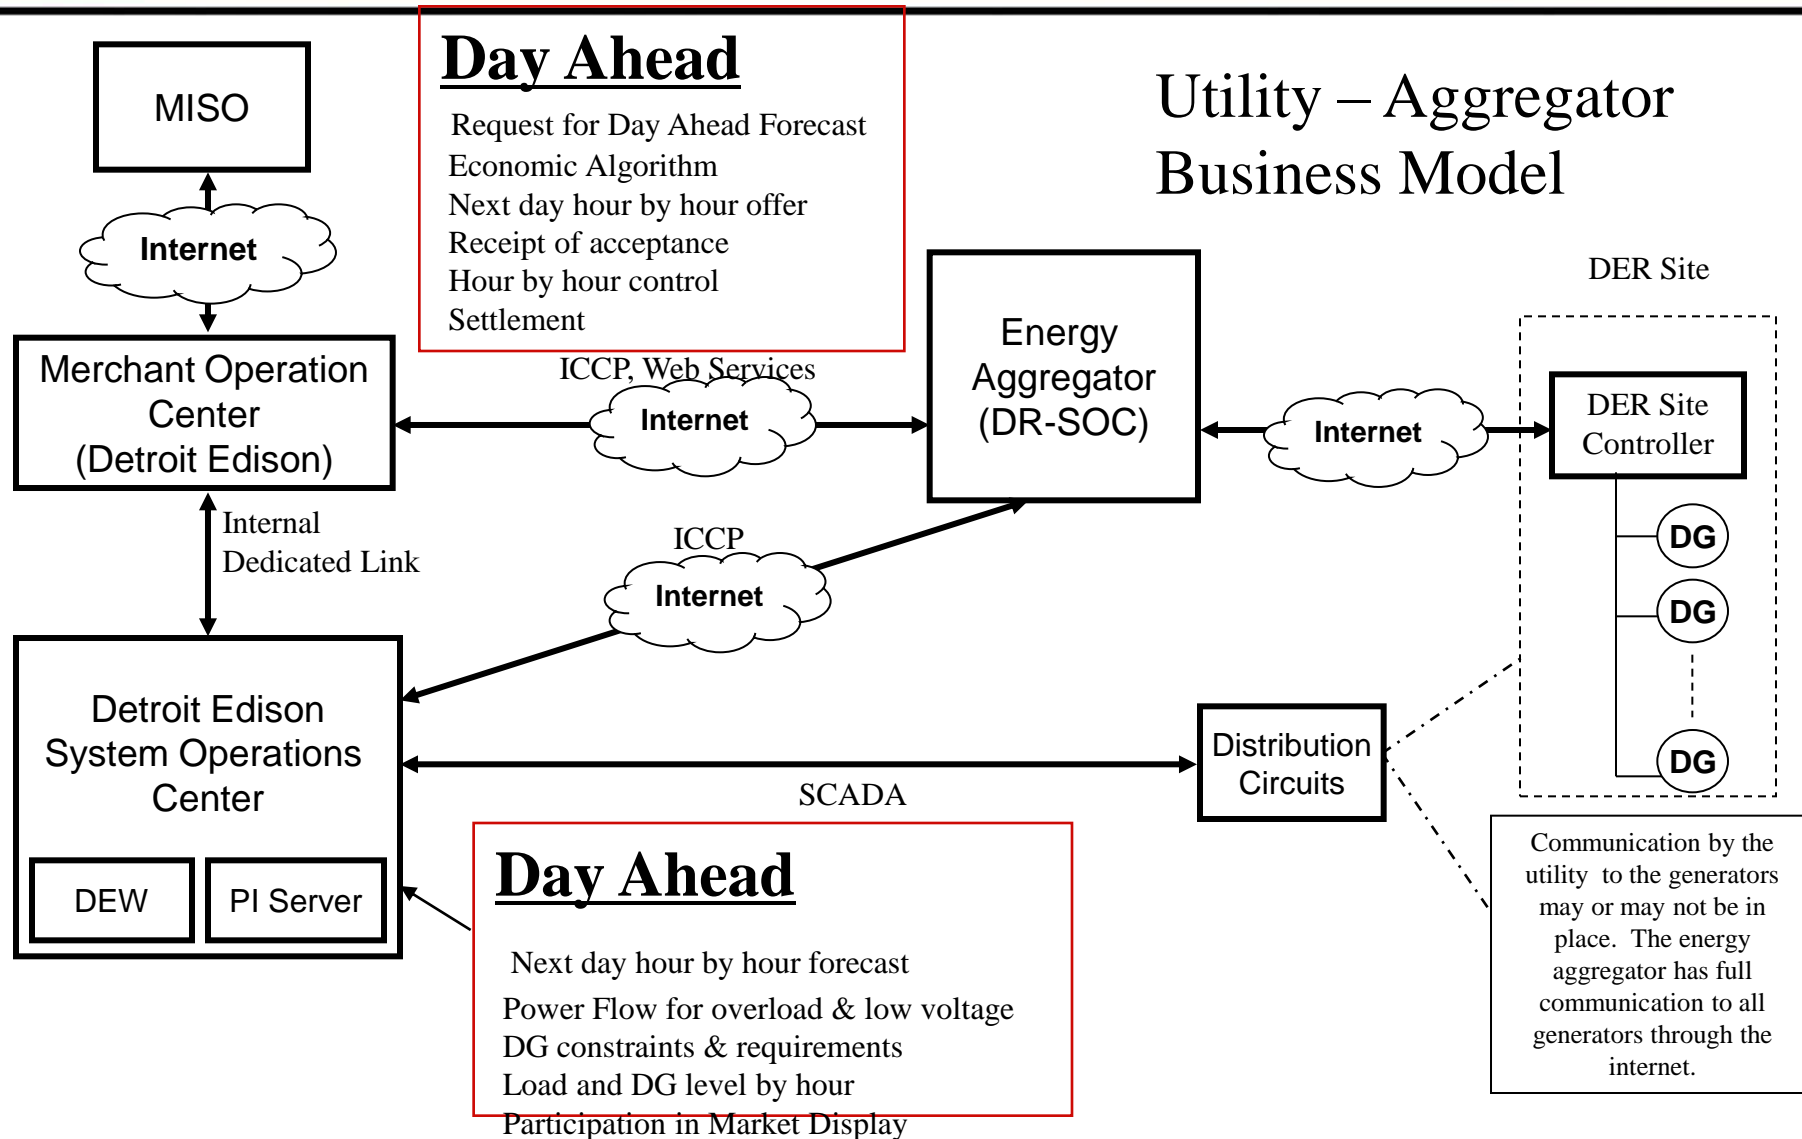 Day Ahead
Request for Day Ahead Forecast
Economic Algorithm
Next day hour by hour offer
Receipt of acceptance
Hour by hour control
Settlement
Utility – Aggregator
Business Model
MISO
Internet
Merchant Operation
Center
(Detroit Edison)
ICCP, Web Services
Internet
Energy
Aggregator
(DR-SOC)
Internet
DER Site
DER Site
Controller
DG
DG
DG
Internal
Dedicated Link
ICCP
Internet
Detroit Edison
System Operations
Center
DEW
PI Server
SCADA
Distribution
Circuits
Day Ahead
Next day hour by hour forecast
Power Flow for overload & low voltage
DG constraints & requirements
Load and DG level by hour
Participation in Market Display
Communication by the
utility to the generators
may or may not be in
place. The energy
aggregator has full
communication to all
generators through the
internet.